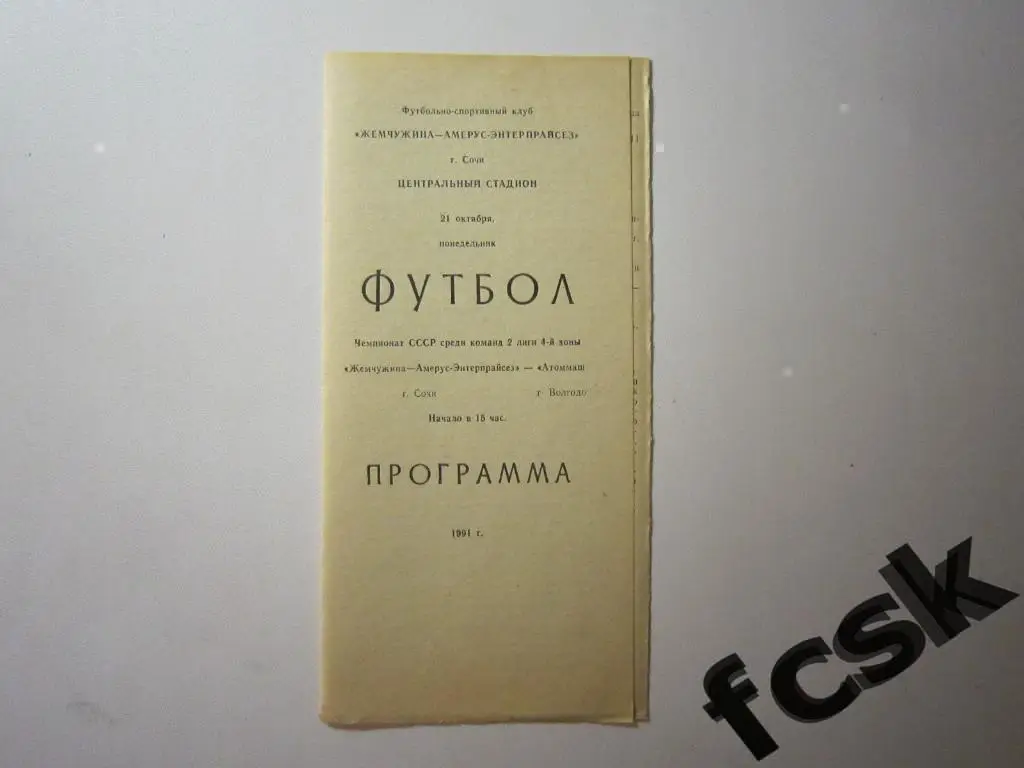 Футбольно-спортивный клуб
«ЖЕМЧУЖИНА—АМЕРУС-ЭНТЕРПРАЙСЕЗ»
г. Сочи
ЦЕНТРАЛЬНЫЙ СТАДИОН
21 октября,
понедельник
ФУТБОЛ
Чемпионат СССР среди команд 2 лиги 4-й зоны
«Жемчужина—Амерус-Энтерпрайсез» — «Атоммаш
г. Сочи г. Волгодо
Начало в 15 час.
ПРОГРАММА
1991 г.
fcsk